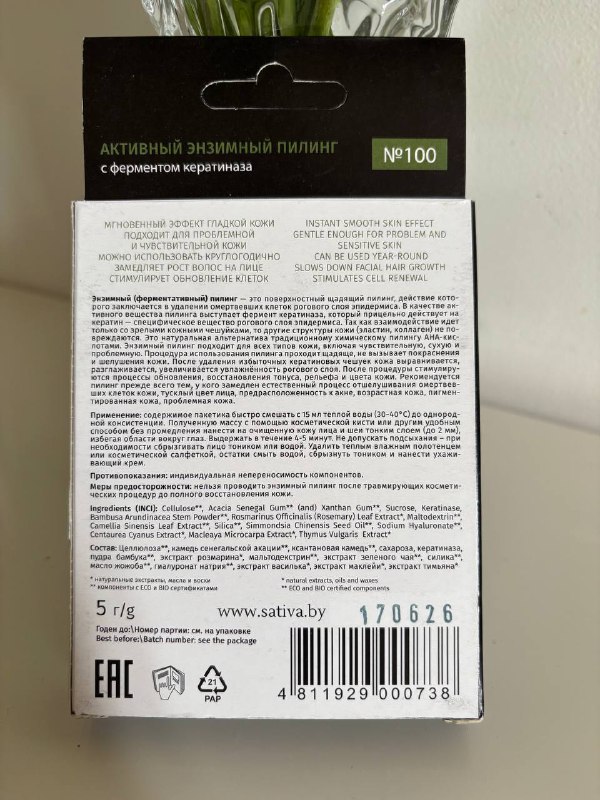 АКТИВНЫЙ ЭНЗИМНЫЙ ПИЛИНГ
с ферментом кератиназа
№100
МГНОВЕННЫЙ ЭФФЕКТ ГЛАДКОЙ КОЖИ
ПОДХОДИТ ДЛЯ ПРОБЛЕМНОЙ
И ЧУВСТВИТЕЛЬНОЙ КОЖИ
МОЖНО ИСПОЛЬЗОВАТЬ КРУГЛОГОДИЧНО
ЗАМЕДЛЯЕТ РОСТ ВОЛОС НА ЛИЦЕ
СТИМУЛИРУЕТ ОБНОВЛЕНИЕ КЛЕТОК
INSTANT SMOOTH SKIN EFFECT
GENTLE ENOUGH FOR PROBLEM AND
SENSITIVE SKIN
CAN BE USED YEAR-ROUND
SLOWS DOWN FACIAL HAIR GROWTH
STIMULATES CELL RENEWAL
Энзимный (ферментативный) пилинг — это поверхностный щадящий пилинг, действие кото-
рого заключается в удалении омертвевших клеток рогового слоя эпидермиса. В качестве ак-
тивного вещества пилинга выступает фермент кератиназа, который прицельно действует на
кератин — специфическое вещество рогового слоя эпидермиса. Так как взаимодействие идет
только со зрелыми кожными чешуйками, то другие структуры кожи (эластин, коллаген) не по-
вреждаются. Это натуральная альтернатива традиционному химическому пилингу AHA-кис-
лотами. Энзимный пилинг подходит для всех типов кожи, включая чувствительную, сухую и
проблемную. Процедура использования пилинга проходит щадяще, не вызывает покраснения
и шелушения кожи. После удаления избыточных кератиновых чешуек кожа выравнивается,
разглаживается, увеличивается увлажнённость рогового слоя. После процедуры стимулиру-
ются процессы обновления, восстановления тонуса, рельефа и цвета кожи. Рекомендуется
пилинг прежде всего тем, у кого замедлен естественный процесс отшелушивания омертвев-
ших клеток кожи, тусклый цвет лица, предрасположенность к акне, возрастная кожа, пигмен-
тированная кожа, проблемная кожа.
Применение: содержимое пакетика быстро смешать с 15 мл теплой воды (30-40°С) до однород-
ной консистенции. Полученную массу с помощью косметической кисти или другим удобным
способом без промедления нанести на очищенную кожу лица и шеи тонким слоем (до 2 мм),
избегая области вокруг глаз. Выдержать в течение 4-5 минут. Не допускать подсыхания – при
необходимости сбрызгивать лицо тоником или водой. Удалить теплым влажным полотенцем
или косметической салфеткой, остатки смыть водой, сбрызнуть тоником и нанести ухажи-
вающий крем.
Противопоказания: индивидуальная непереносимость компонентов.
Меры предосторожности: нельзя проводить энзимный пилинг после травмирующих космети-
ческих процедур до полного восстановления кожи.
Ingredients (INCI): Cellulose**, Acacia Senegal Gum** (and) Xanthan Gum**, Sucrose, Keratinase,
Bambusa Arundinacea Stem Powder**, Rosmarinus Officinalis (Rosemary) Leaf Extract*, Maltodextrin**,
Camellia Sinensis Leaf Extract**, Silica**, Simmondsia Chinensis Seed Oil**, Sodium Hyaluronate**,
Centaurea Cyanus Extract*, Macleaya Microcarpa Extract*, Thymus Vulgaris Extract*
Состав: Целлюлоза**, камедь сенегальской акации**, ксантановая камедь**, сахароза, кератиназа,
пудра бамбука**, экстракт розмарина*, мальтодекстрин**, экстракт зеленого чая**, силика**,
масло жожоба**, гиалуронат натрия**, экстракт василька*, экстракт маклейи*, экстракт тимьяна*
* натуральные экстракты, масла и воски
** компоненты с ECO и BIO сертификатами
* natural extracts, oils and waxes
** ECO and BIO certified components
5 г/g
www.sativa.by
170626
Годен до:\Номер партии: см. на упаковке
Best before:\Batch number: see the package
EAC
21
PAP
4 811929 000738